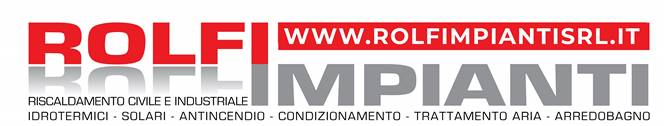 ROLFI
WWW.ROLFIMPIANTISRL.IT
IMPIANTI
RISCALDAMENTO CIVILE E INDUSTRIALE
IDROTERMICI - SOLARI - ANTINCENDIO - CONDIZIONAMENTO - TRATTAMENTO ARIA - ARREDOBAGNO